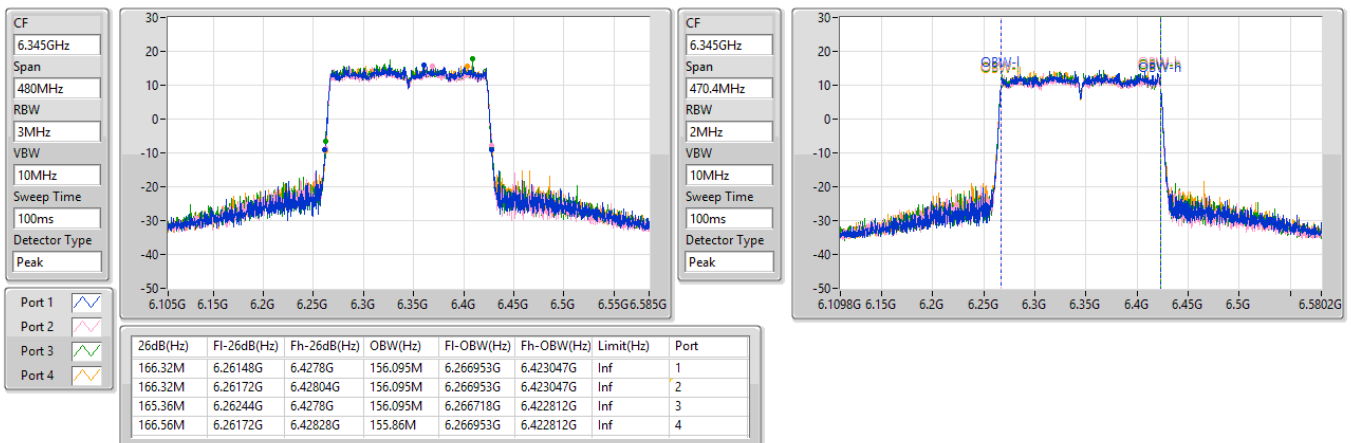 CF
6.345GHz
Span
480MHz
RBW
3MHz
VBW
10MHz
Sweep Time
100ms
Detector Type
Peak
30
20
10
0
-10
-20
-30
-40
-50
6.105G 6.15G 6.2G 6.25G 6.3G 6.35G 6.4G 6.45G 6.5G 6.55G 6.585G
CF
6.345GHz
Span
470.4MHz
RBW
2MHz
VBW
10MHz
Sweep Time
100ms
Detector Type
Peak
30
20
10
0
-10
-20
-30
-40
-50
OBW-l OBW-h
6.1098G 6.15G 6.2G 6.25G 6.3G 6.35G 6.4G 6.45G 6.5G 6.5802G
Port 1
Port 2
Port 3
Port 4
26dB(Hz) Fl-26dB(Hz) Fh-26dB(Hz) OBW(Hz) Fl-OBW(Hz) Fh-OBW(Hz) Limit(Hz) Port
166.32M 6.26148G 6.4278G 156.095M 6.266953G 6.423047G Inf 1
166.32M 6.26172G 6.42804G 156.095M 6.266953G 6.423047G Inf 2
165.36M 6.26244G 6.4278G 156.095M 6.266718G 6.422812G Inf 3
166.56M 6.26172G 6.42828G 155.86M 6.266953G 6.422812G Inf 4